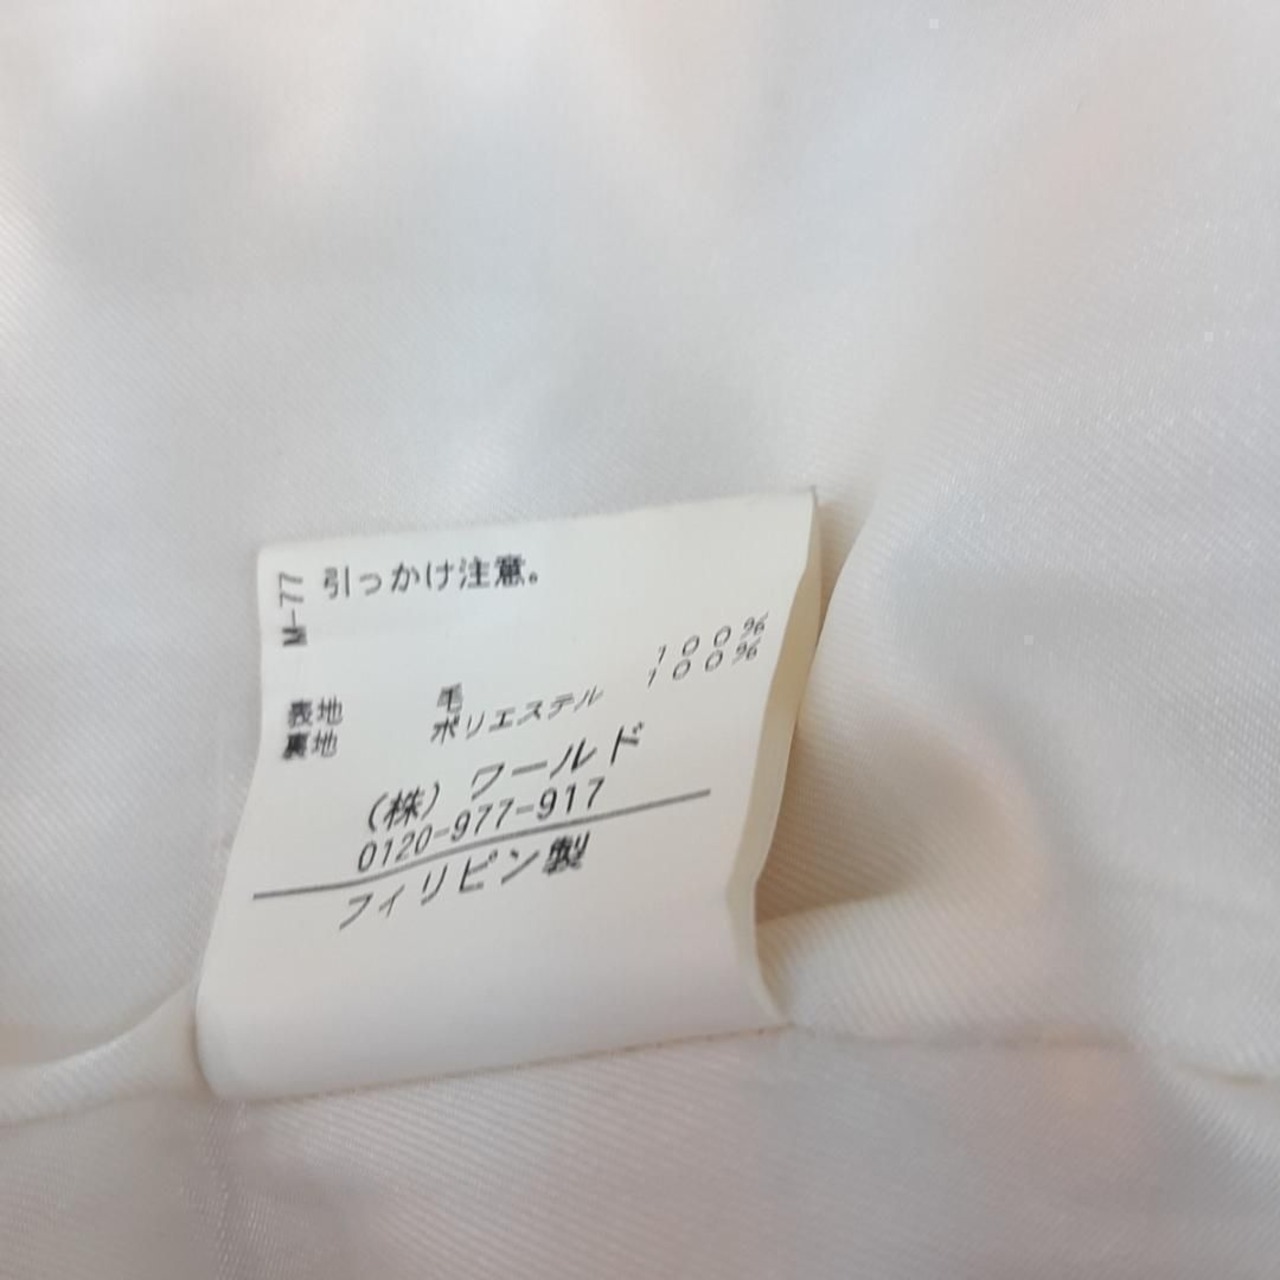 M-77
引っかけ注意。
表地 毛 100%
裏地 ポリエステル 100%
(株) ワールド
0120-977-917
フィリピン製